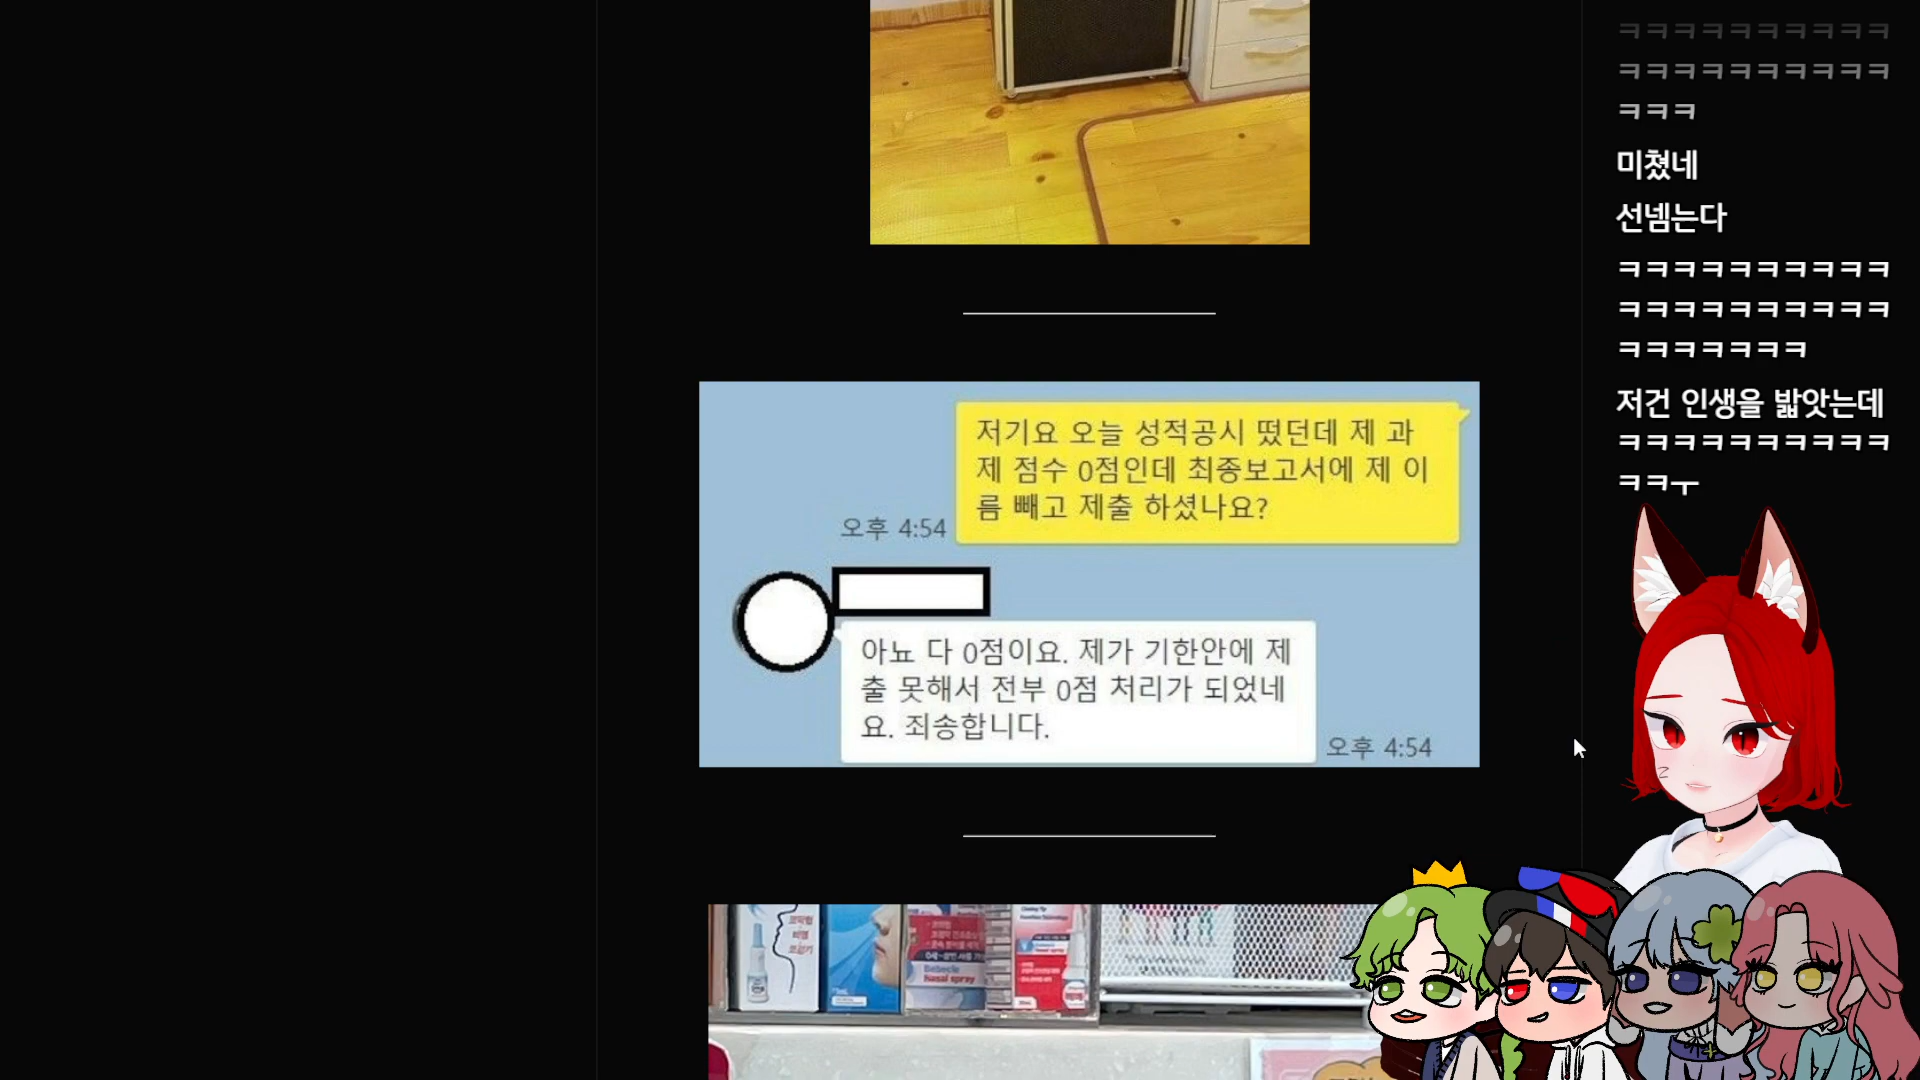 ㅋㅋㅋㅋㅋㅋㅋㅋㅋㅋ
ㅋㅋㅋㅋㅋㅋㅋㅋㅋㅋ
ㅋㅋㅋ
미쳤네
선넴는다
ㅋㅋㅋㅋㅋㅋㅋㅋㅋㅋ
ㅋㅋㅋㅋㅋㅋㅋㅋㅋㅋ
ㅋㅋㅋㅋㅋㅋㅋ
저건 인생을 밟앗는데
ㅋㅋㅋㅋㅋㅋㅋㅋㅋㅋ
ㅋㅋㅜ
저기요 오늘 성적공시 떴던데 제 과
제 점수 0점인데 최종보고서에 제 이
름 빼고 제출 하셨나요?
오후 4:54
아뇨 다 0점이요. 제가 기한안에 제
출 못해서 전부 0점 처리가 되었네
요. 죄송합니다.
오후 4:54
Nasal spray